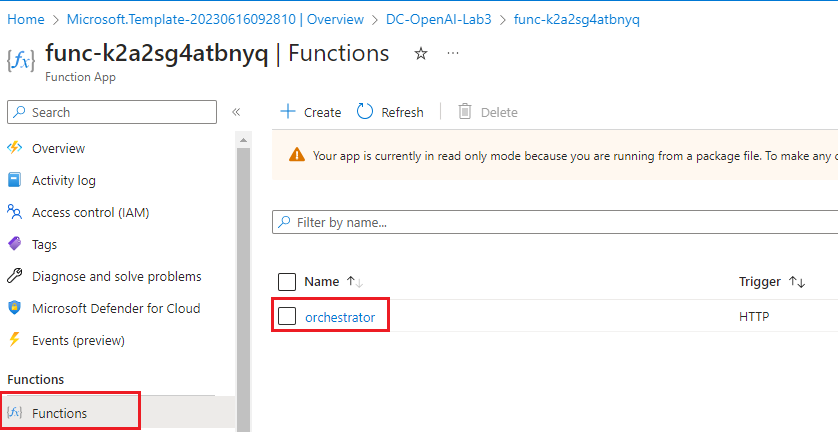 Home > Microsoft.Template-20230616092810 | Overview > DC-OpenAI-Lab3 > func-k2a2sg4atbnyq
{fx} func-k2a2sg4atbnyq | Functions ☆ ...
Function App
Search «
Overview
Activity log
Access control (IAM)
Tags
Diagnose and solve problems
Microsoft Defender for Cloud
Events (preview)
Functions
{fx} Functions
+ Create Refresh Delete
Your app is currently in read only mode because you are running from a package file. To make any
Filter by name...
Name ↑↓ Trigger ↑↓
orchestrator HTTP